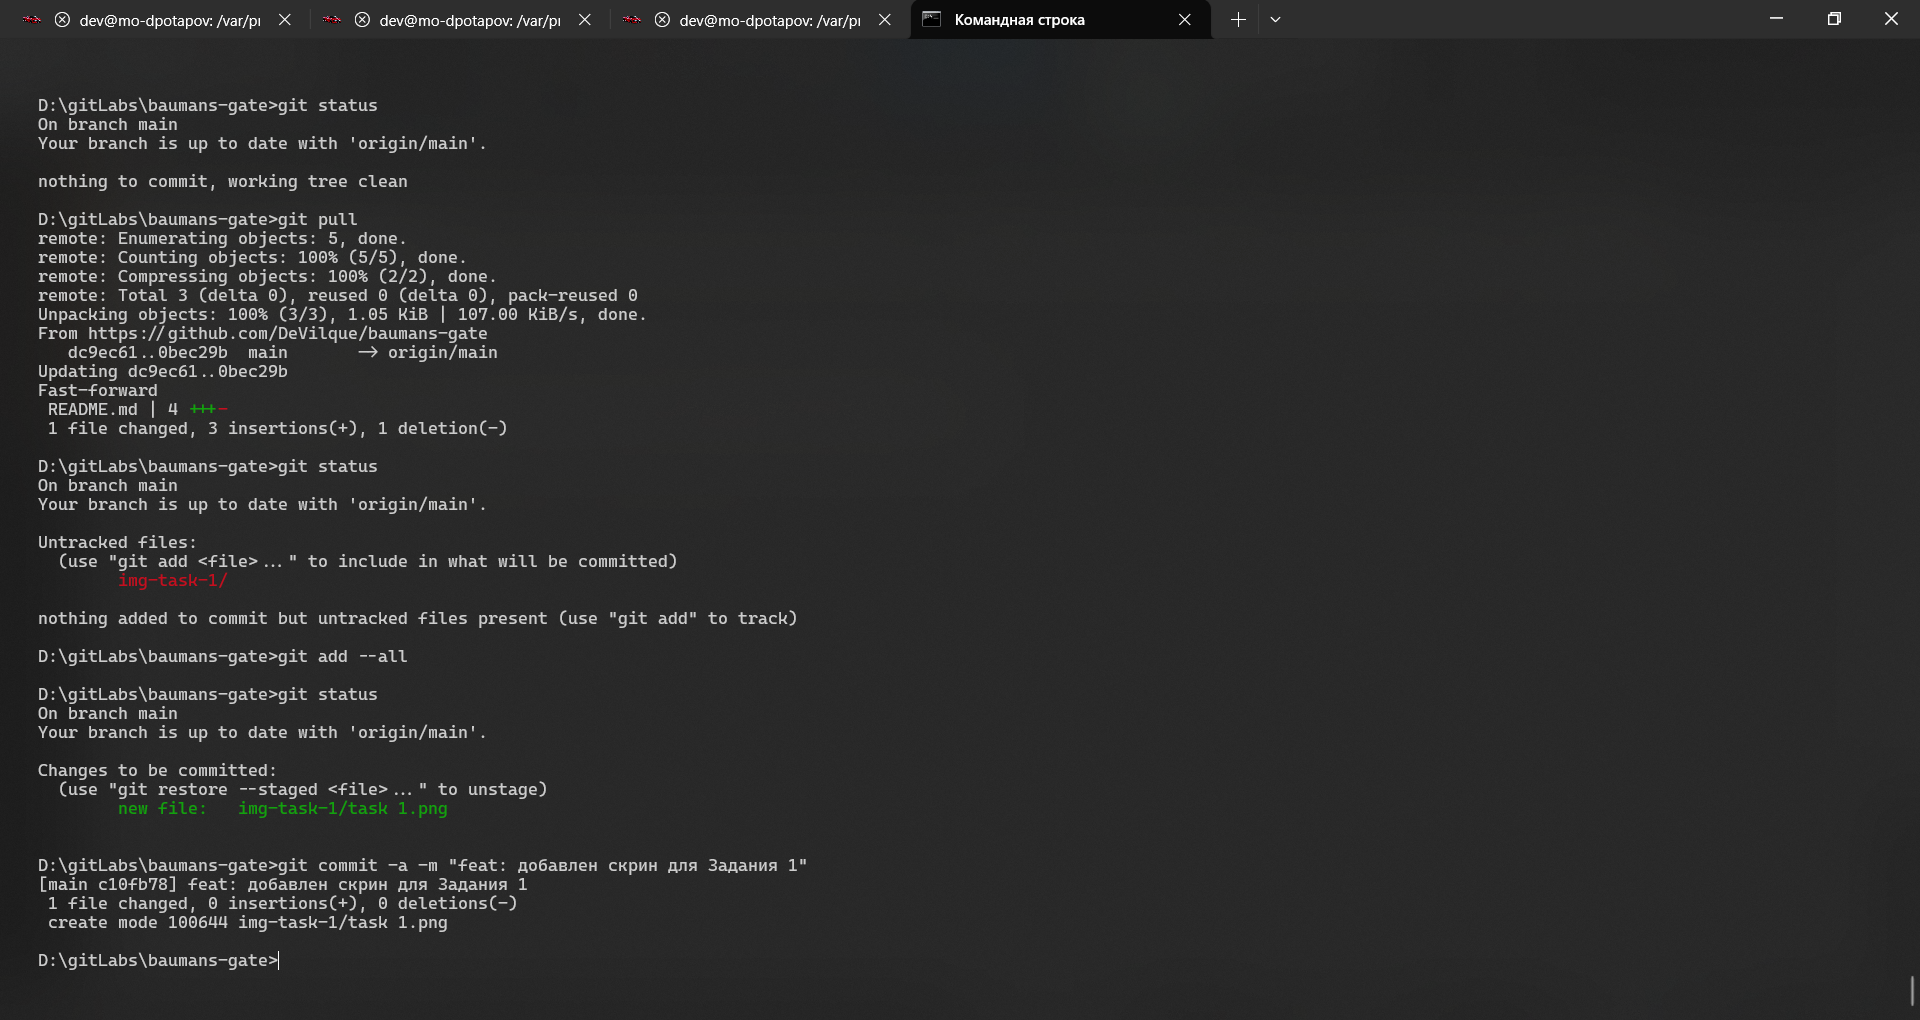 dev@mo-dpotapov: /var/pr
dev@mo-dpotapov: /var/pr
dev@mo-dpotapov: /var/pr
Командная строка
D:\gitLabs\baumans-gate>git status
On branch main
Your branch is up to date with 'origin/main'.
nothing to commit, working tree clean
D:\gitLabs\baumans-gate>git pull
remote: Enumerating objects: 5, done.
remote: Counting objects: 100% (5/5), done.
remote: Compressing objects: 100% (2/2), done.
remote: Total 3 (delta 0), reused 0 (delta 0), pack-reused 0
Unpacking objects: 100% (3/3), 1.05 KiB | 107.00 KiB/s, done.
From https://github.com/DeVilque/baumans-gate
   dc9ec61..0bec29b  main       -> origin/main
Updating dc9ec61..0bec29b
Fast-forward
 README.md | 4 +++-
 1 file changed, 3 insertions(+), 1 deletion(-)
D:\gitLabs\baumans-gate>git status
On branch main
Your branch is up to date with 'origin/main'.
Untracked files:
  (use "git add <file>..." to include in what will be committed)
        img-task-1/
nothing added to commit but untracked files present (use "git add" to track)
D:\gitLabs\baumans-gate>git add --all
D:\gitLabs\baumans-gate>git status
On branch main
Your branch is up to date with 'origin/main'.
Changes to be committed:
  (use "git restore --staged <file>..." to unstage)
        new file:   img-task-1/task 1.png
D:\gitLabs\baumans-gate>git commit -a -m "feat: добавлен скрин для Задания 1"
[main c10fb78] feat: добавлен скрин для Задания 1
 1 file changed, 0 insertions(+), 0 deletions(-)
 create mode 100644 img-task-1/task 1.png
D:\gitLabs\baumans-gate>